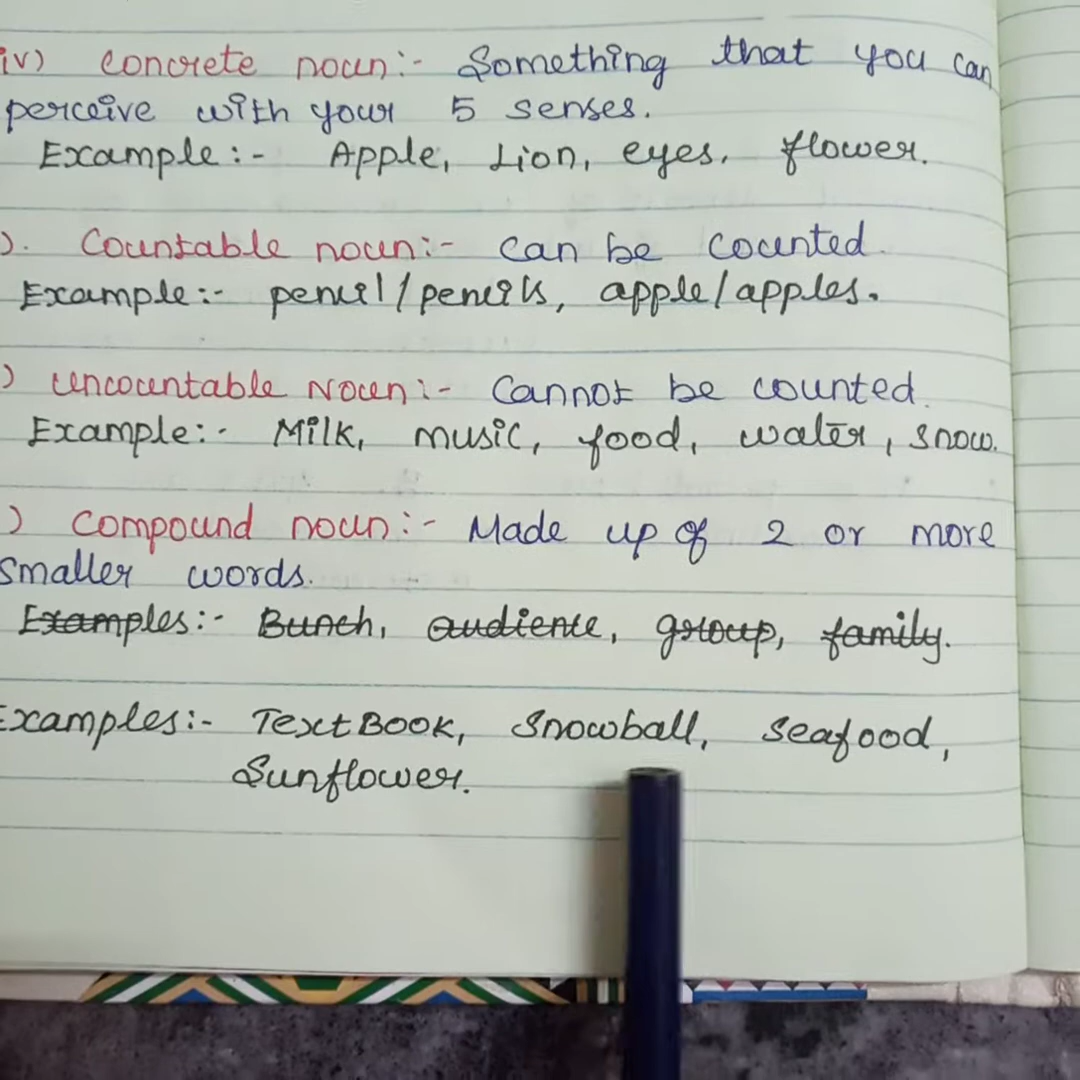 iv) Concrete noun:- Something that you can
perceive with your 5 senses.
Example:- Apple, Lion, eyes, flower.
). Countable noun:- can be counted.
Example:- pencil/pencils, apple/apples.
) uncountable Noun:- Cannot be counted.
Example:- Milk, music, food, water, snow.
) Compound noun:- Made up of 2 or more
smaller words.
Examples:- Bunch, audience, group, family.
Examples:- TextBook, Snowball, Seafood,
Sunflower.